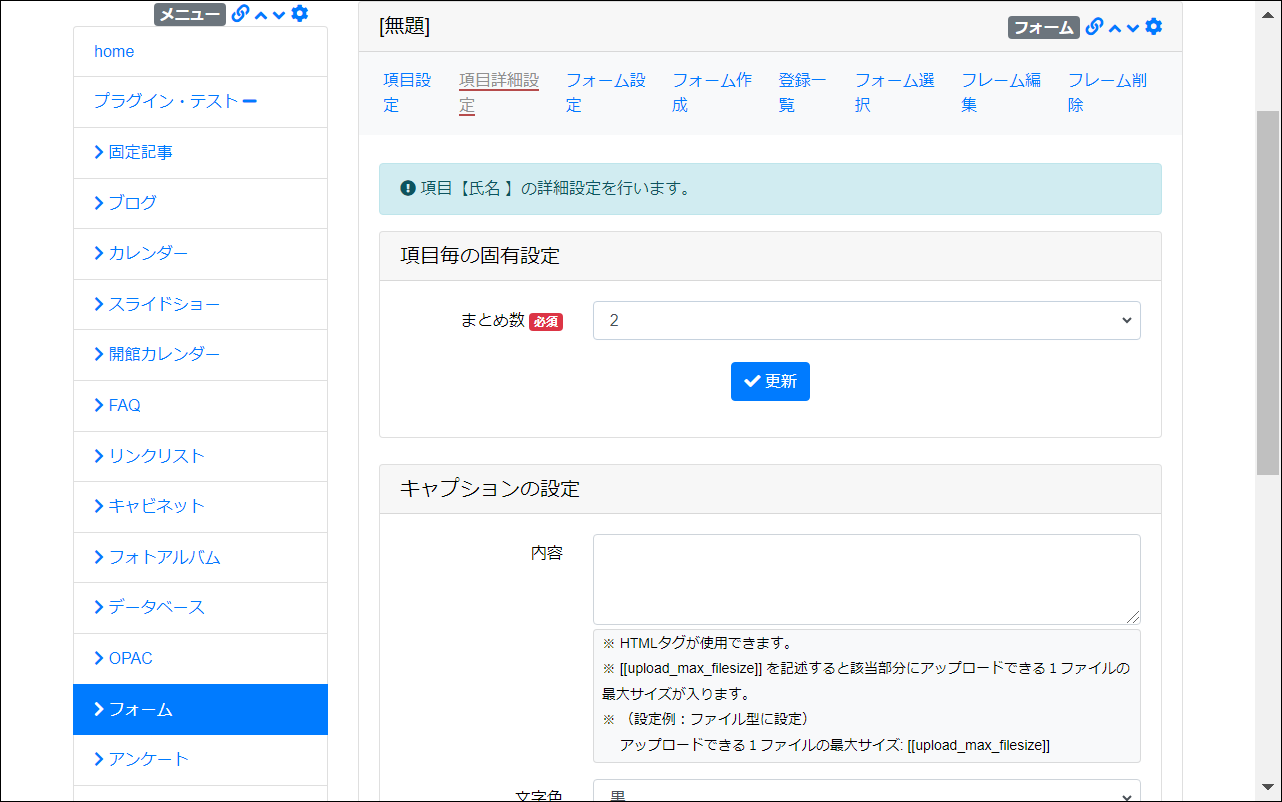 メニュー
home
プラグイン・テスト
固定記事
ブログ
カレンダー
スライドショー
開館カレンダー
FAQ
リンクリスト
キャビネット
フォトアルバム
データベース
OPAC
フォーム
アンケート
[無題]
フォーム
項目設
定
項目詳細設
定
フォーム設
定
フォーム作
成
登録一
覧
フォーム選
択
フレーム編
集
フレーム削
除
項目【氏名 】の詳細設定を行います。
項目毎の固有設定
まとめ数 必須
2
更新
キャプションの設定
内容
※ HTMLタグが使用できます。
※ [[upload_max_filesize]] を記述すると該当部分にアップロードできる1ファイルの
最大サイズが入ります。
※ （設定例：ファイル型に設定）
アップロードできる1ファイルの最大サイズ: [[upload_max_filesize]]
文字色
黒